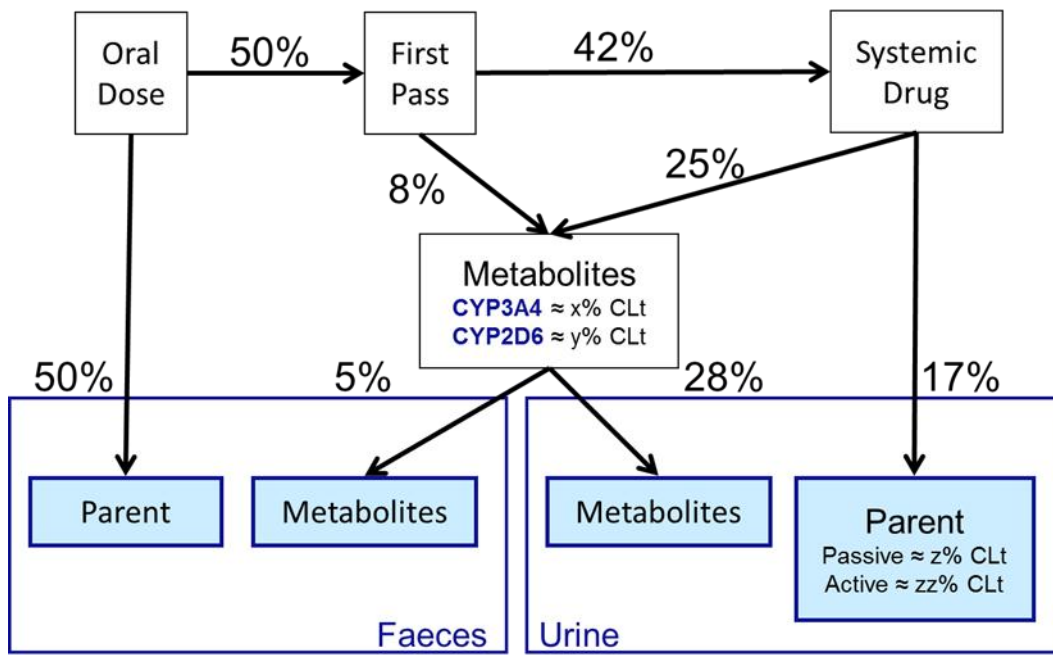 Oral
Dose
50%
First
Pass
42%
Systemic
Drug
8%
25%
Metabolites
CYP3A4 ≈ x% CLt
CYP2D6 ≈ y% CLt
50%
5%
28%
17%
Parent
Metabolites
Metabolites
Parent
Passive ≈ z% CLt
Active ≈ zz% CLt
Faeces
Urine